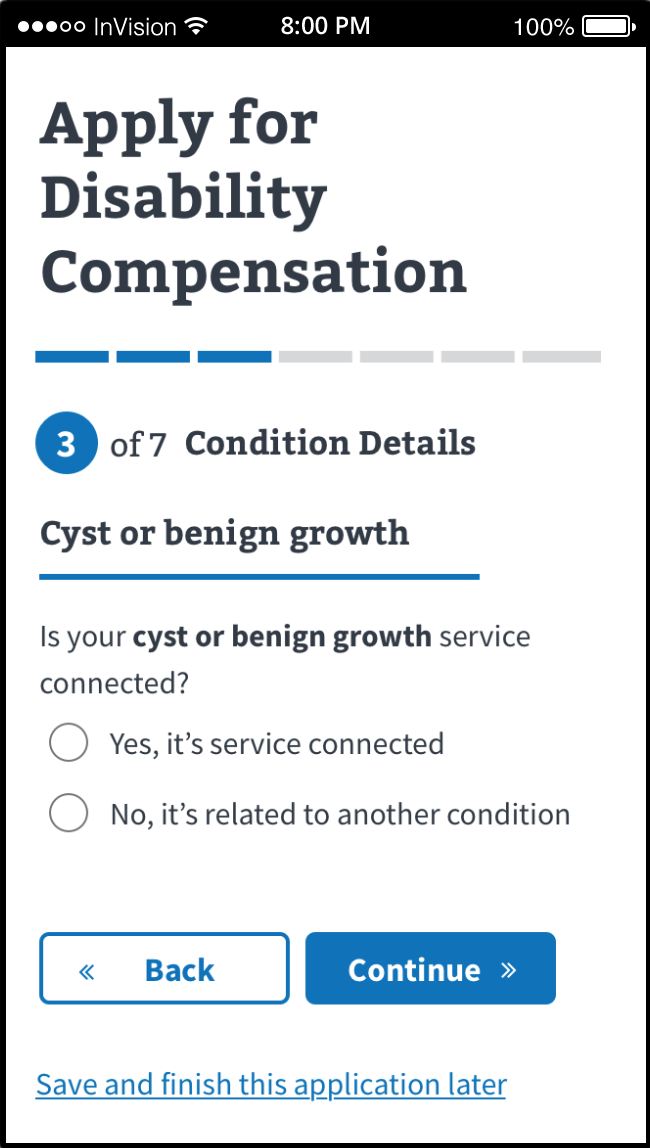 InVision 8:00 PM 100%
Apply for
Disability
Compensation
3 of 7 Condition Details
Cyst or benign growth
Is your cyst or benign growth service
connected?
Yes, it’s service connected
No, it’s related to another condition
« Back Continue »
Save and finish this application later